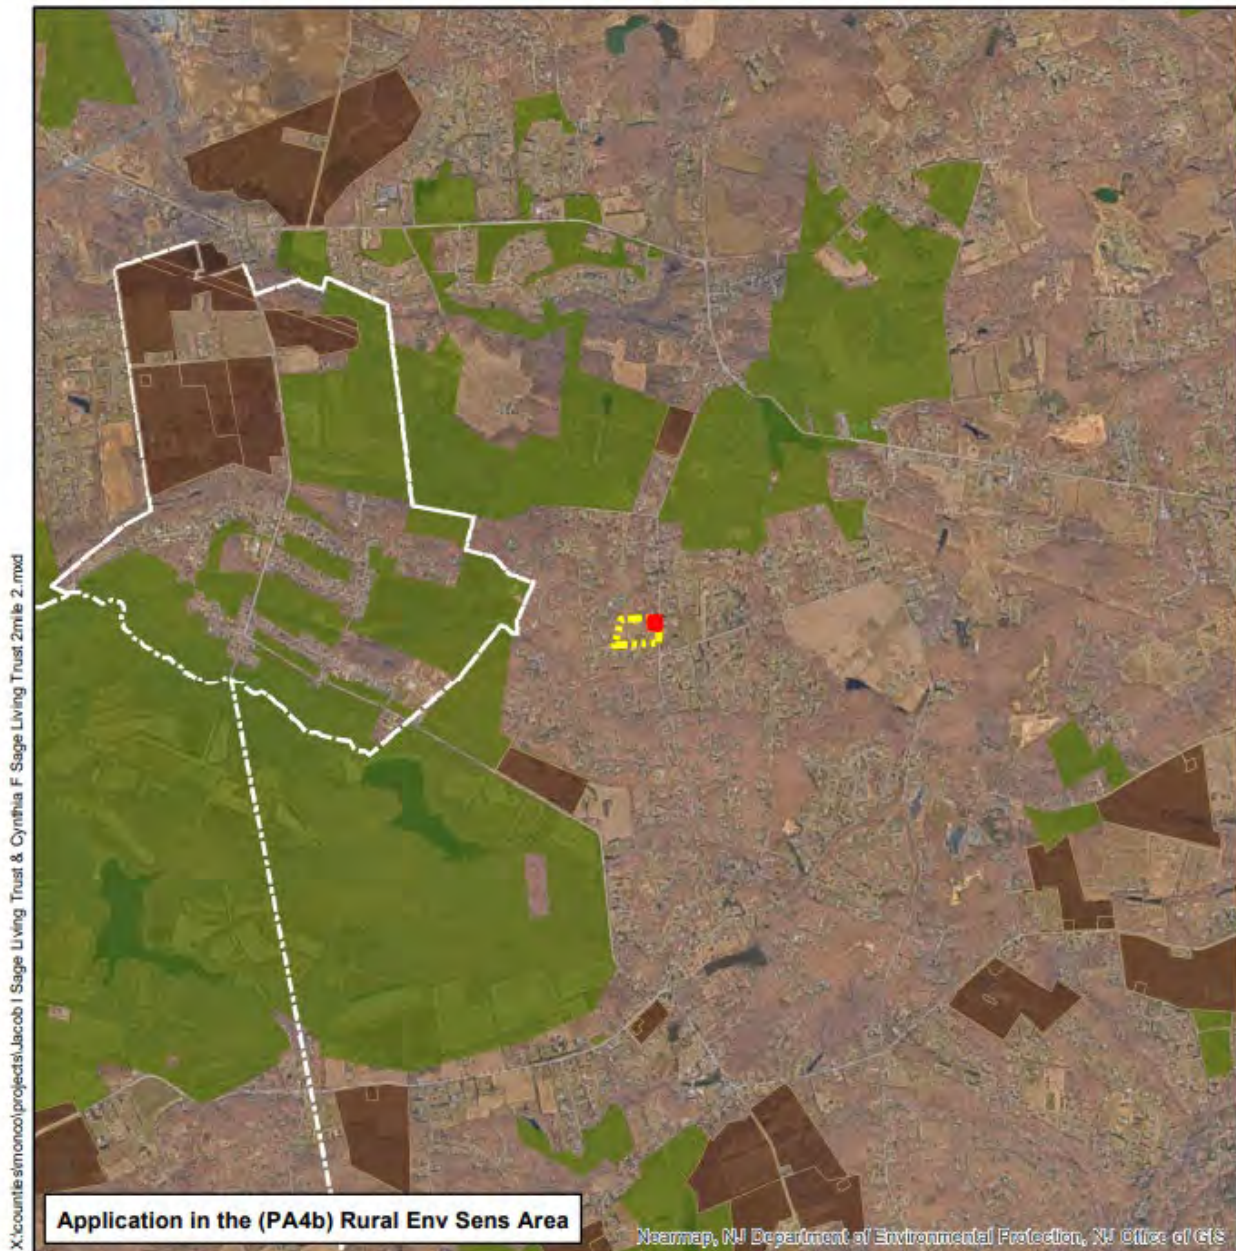 X:\counties\monco\projects\Jacob I Sage Living Trust & Cynthia F Sage Living Trust 2mile 2.mxd
Application in the (PA4b) Rural Env Sens Area
Nearmap, NJ Department of Environmental Protection, NJ Office of GIS